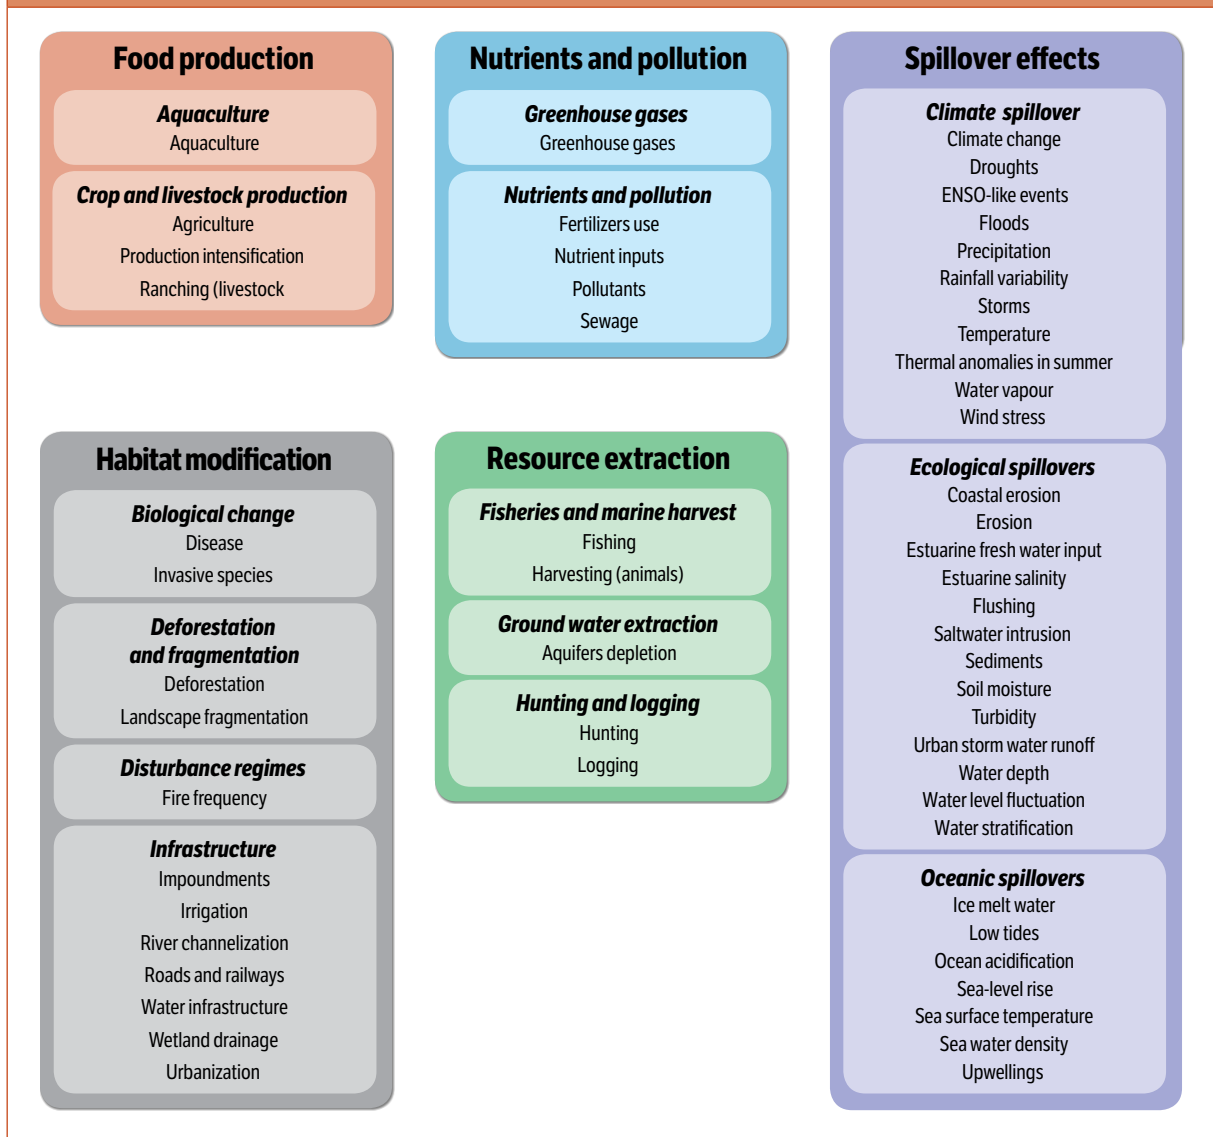 Food production
Aquaculture
Aquaculture
Crop and livestock production
Agriculture
Production intensification
Ranching (livestock
Nutrients and pollution
Greenhouse gases
Greenhouse gases
Nutrients and pollution
Fertilizers use
Nutrient inputs
Pollutants
Sewage
Spillover effects
Climate spillover
Climate change
Droughts
ENSO-like events
Floods
Precipitation
Rainfall variability
Storms
Temperature
Thermal anomalies in summer
Water vapour
Wind stress
Ecological spillovers
Coastal erosion
Erosion
Estuarine fresh water input
Estuarine salinity
Flushing
Saltwater intrusion
Sediments
Soil moisture
Turbidity
Urban storm water runoff
Water depth
Water level fluctuation
Water stratification
Oceanic spillovers
Ice melt water
Low tides
Ocean acidification
Sea-level rise
Sea surface temperature
Sea water density
Upwellings
Habitat modification
Biological change
Disease
Invasive species
Deforestation
and fragmentation
Deforestation
Landscape fragmentation
Disturbance regimes
Fire frequency
Infrastructure
Impoundments
Irrigation
River channelization
Roads and railways
Water infrastructure
Wetland drainage
Urbanization
Resource extraction
Fisheries and marine harvest
Fishing
Harvesting (animals)
Ground water extraction
Aquifers depletion
Hunting and logging
Hunting
Logging